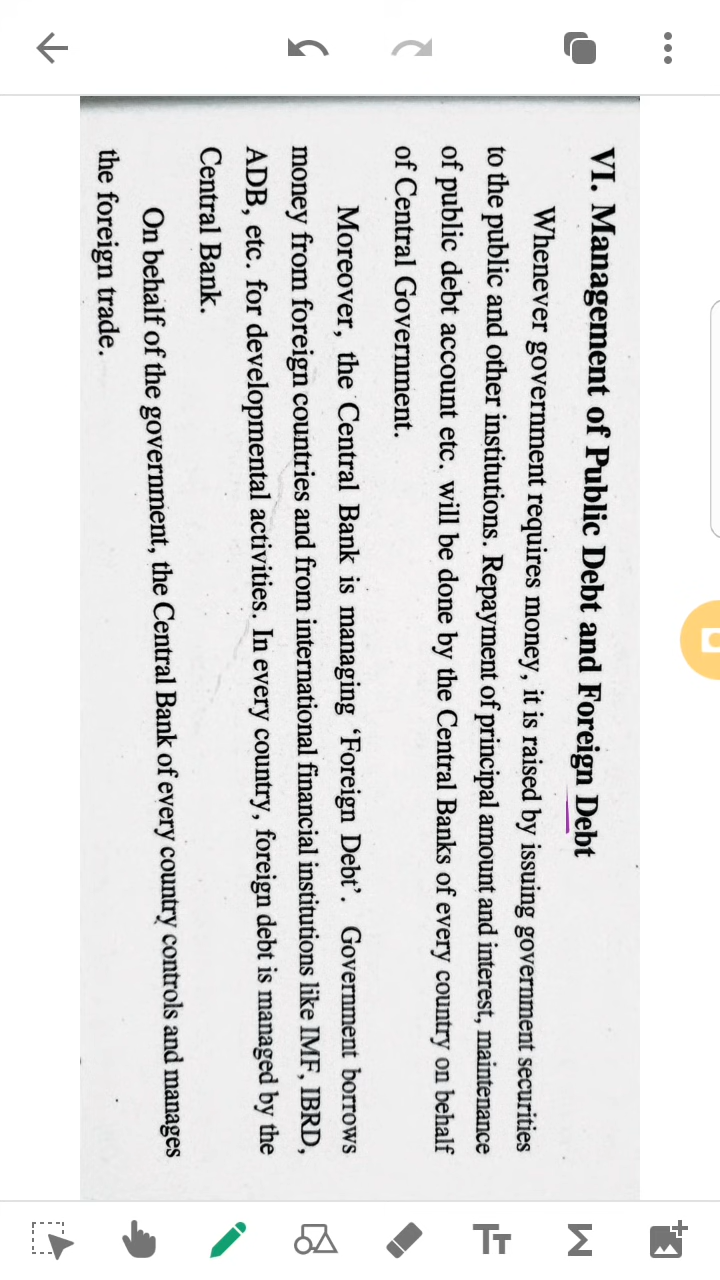 VI. Management of Public Debt and Foreign Debt
Whenever government requires money, it is raised by issuing government securities
to the public and other institutions. Repayment of principal amount and interest, maintenance
of public debt account etc. will be done by the Central Banks of every country on behalf
of Central Government.
Moreover, the Central Bank is managing ‘Foreign Debt’. Government borrows
money from foreign countries and from international financial institutions like IMF, IBRD,
ADB, etc. for developmental activities. In every country, foreign debt is managed by the
Central Bank.
On behalf of the government, the Central Bank of every country controls and manages
the foreign trade.
TT
Σ